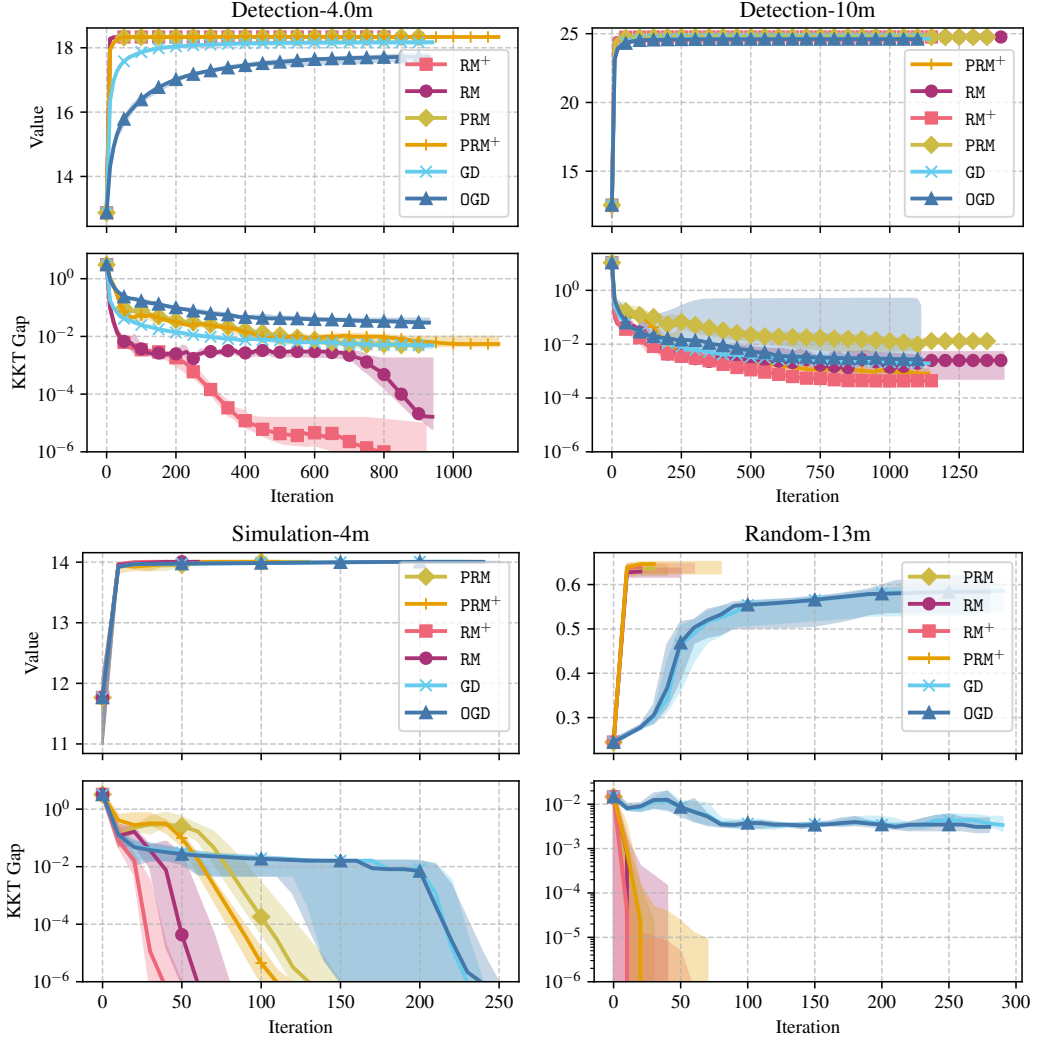 Detection-4.0m
18
16
14
Value
RM+
RM
PRM
PRM+
GD
OGD
10^0
10^-2
10^-4
10^-6
KKT Gap
0 200 400 600 800 1000
Iteration
Detection-10m
25
20
15
PRM+
RM
RM+
PRM
GD
OGD
10^0
10^-2
10^-4
10^-6
0 250 500 750 1000 1250
Iteration
Simulation-4m
14
13
12
11
Value
PRM
PRM+
RM+
RM
GD
OGD
10^0
10^-2
10^-4
10^-6
KKT Gap
0 50 100 150 200 250
Iteration
Random-13m
0.6
0.5
0.4
0.3
PRM
RM
RM+
PRM+
GD
OGD
10^-2
10^-3
10^-4
10^-5
10^-6
0 50 100 150 200 250 300
Iteration